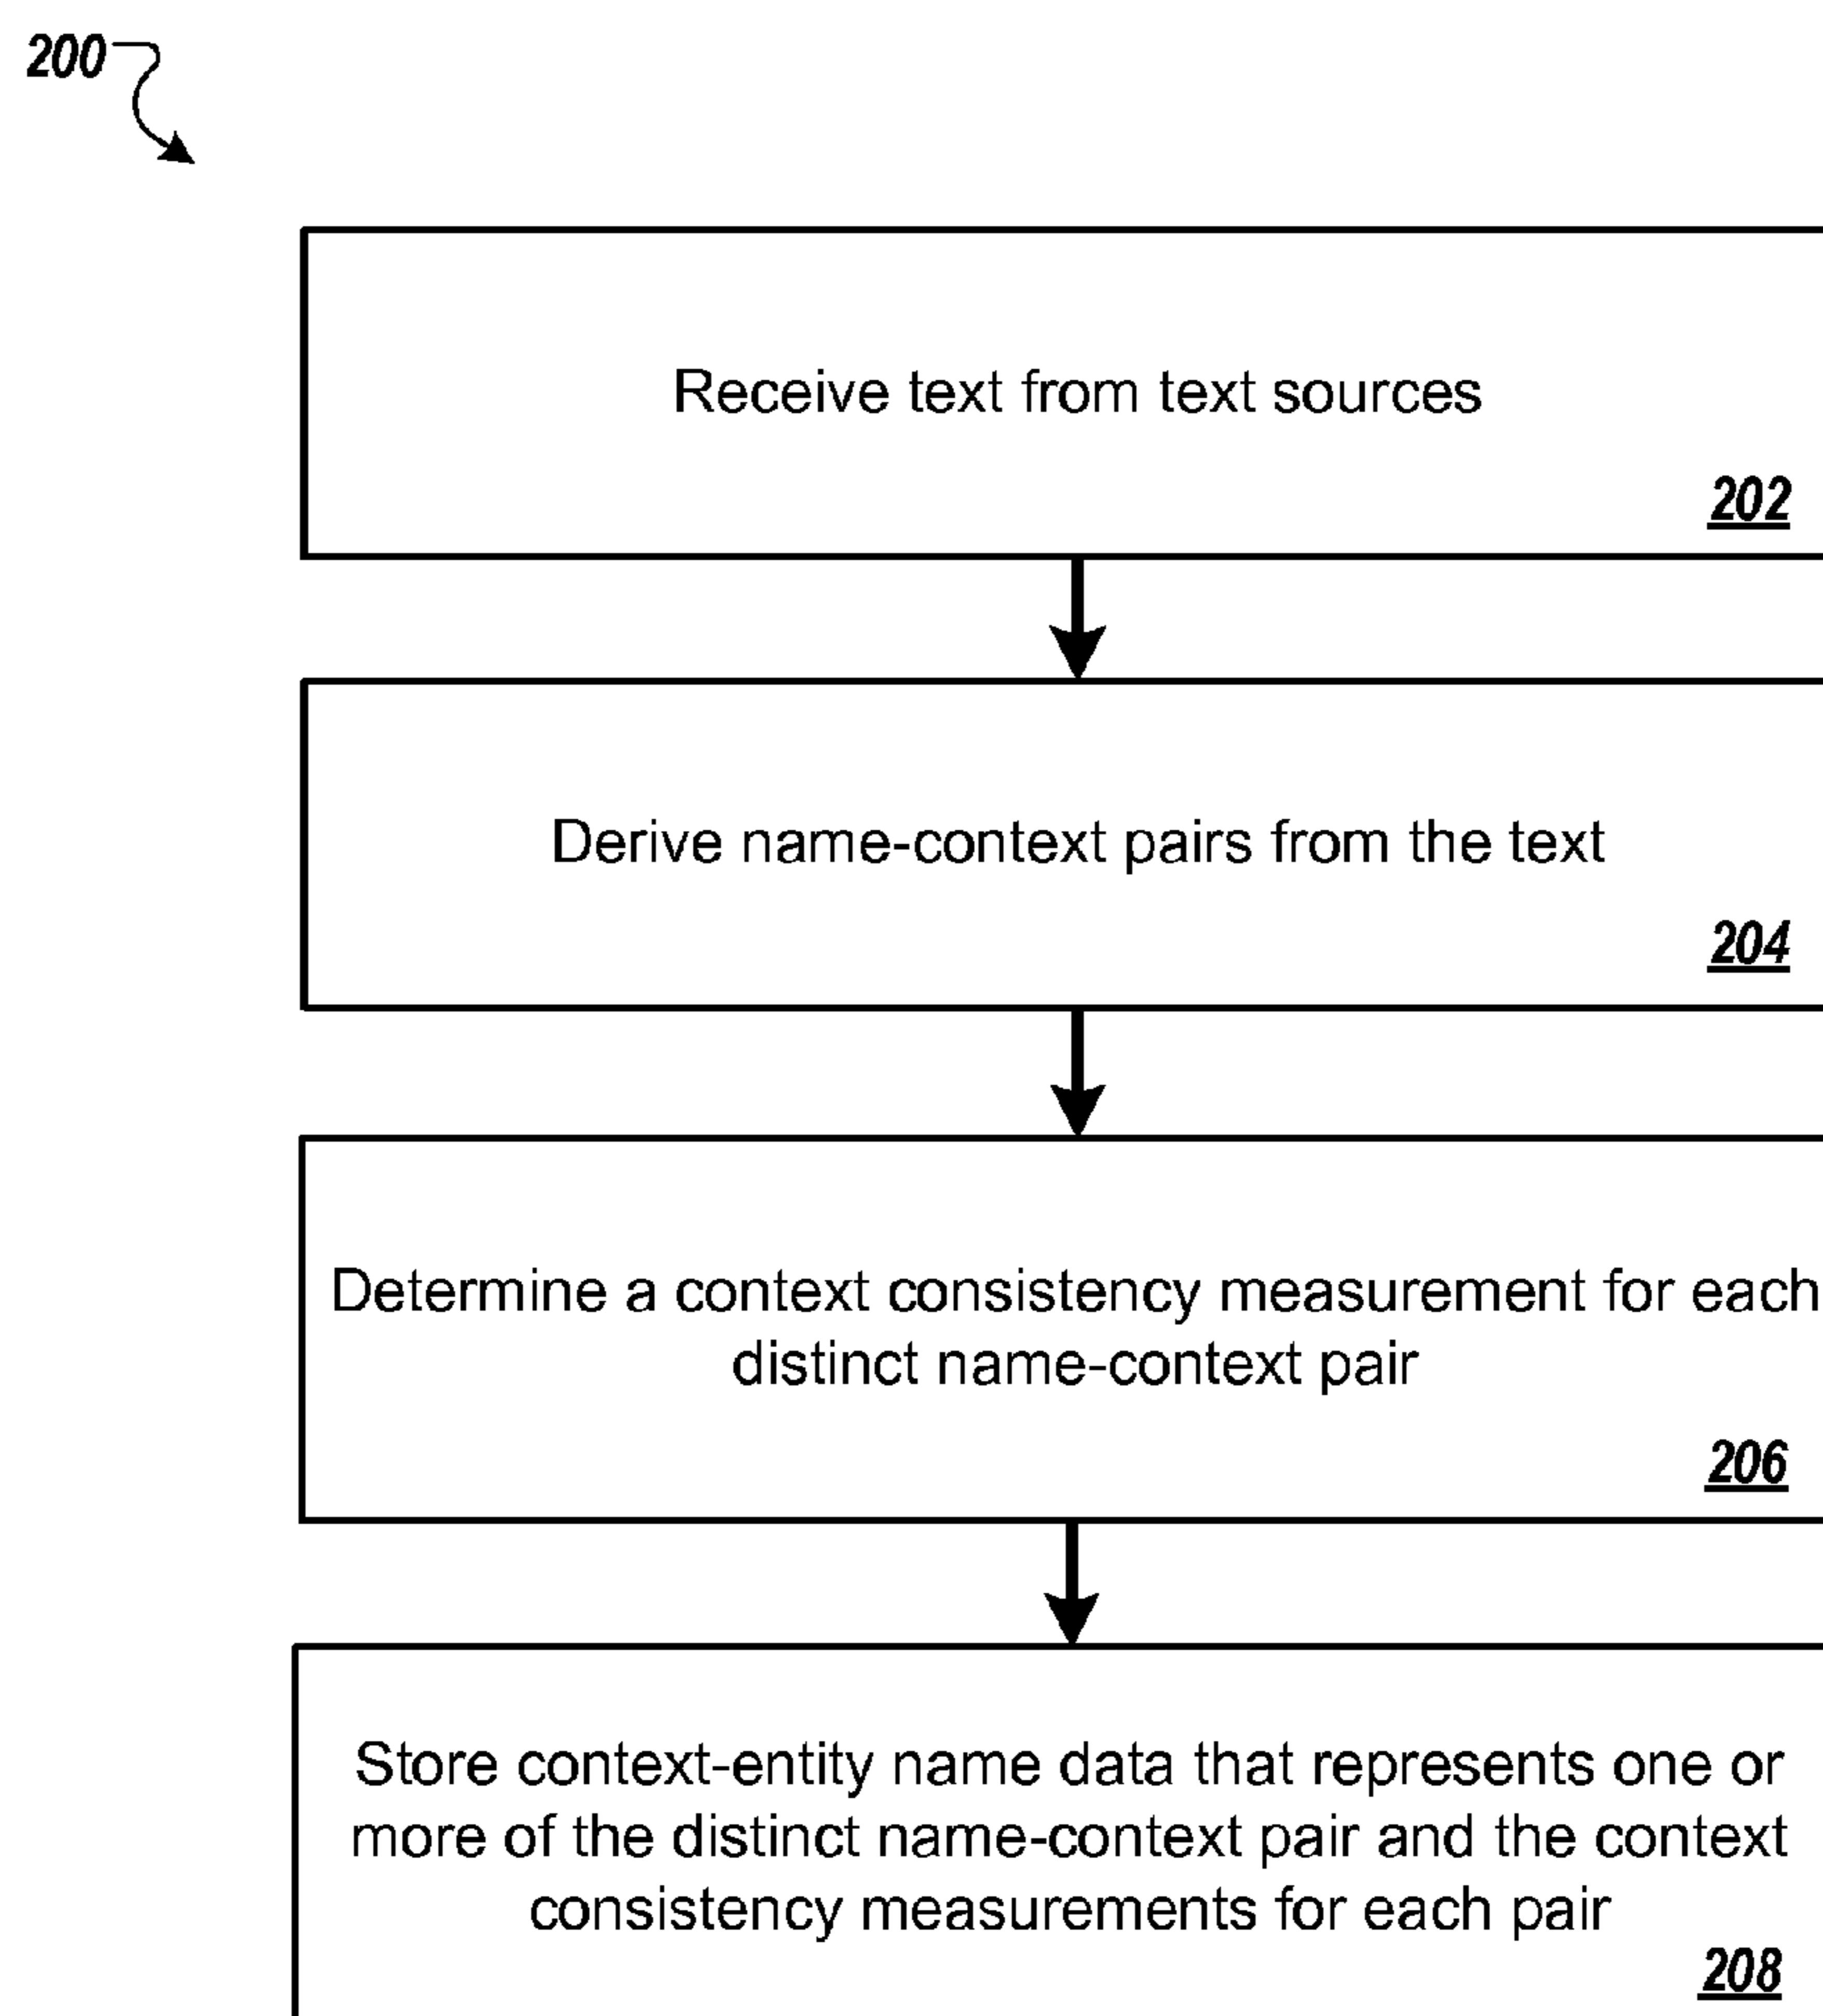 200
Receive text from text sources
202
Derive name-context pairs from the text
204
Determine a context consistency measurement for each
distinct name-context pair
206
Store context-entity name data that represents one or
more of the distinct name-context pair and the context
consistency measurements for each pair
208